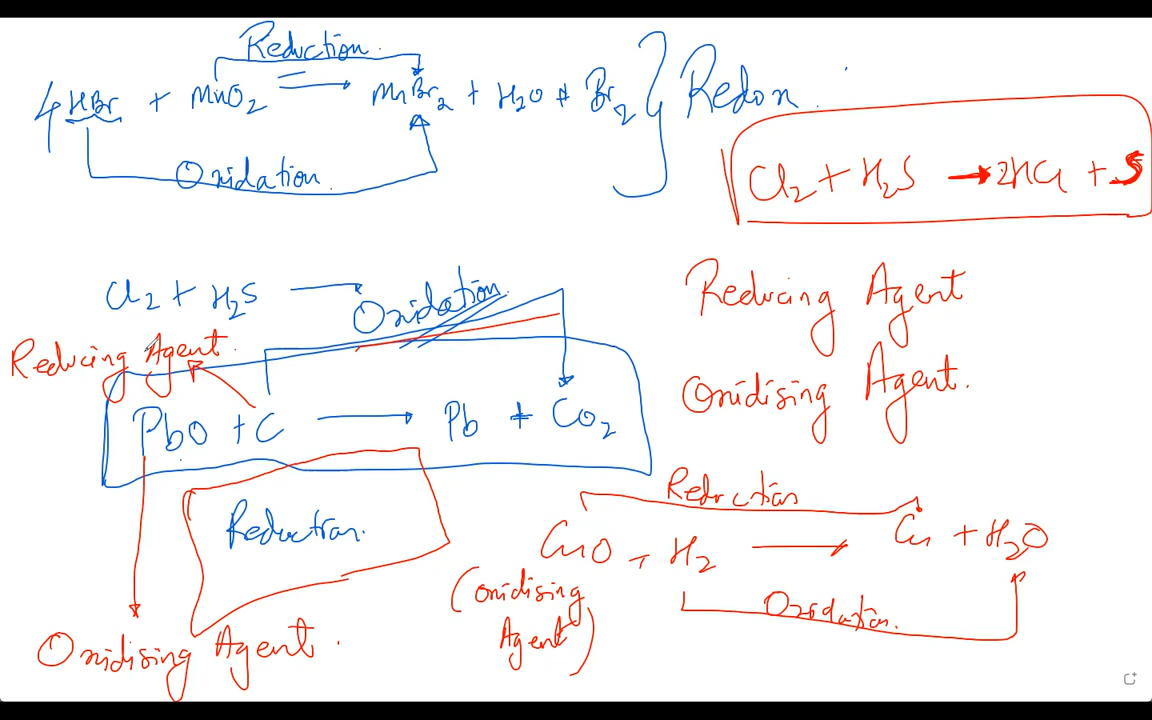 Reduction.
4HBr + MnO2 → MnBr2 + H2O + Br2 } Redox.
Oxidation.
Cl2 + H2S → 2HCl + S
Cl2 + H2S →
Oxidation
Reducing Agent.
PbO + C → Pb + CO2
Reduction.
Oxidising Agent.
Reducing Agent
Oxidising Agent.
Reduction
CuO + H2 → Cu + H2O
(Oxidising
Agent)
Oxidation.